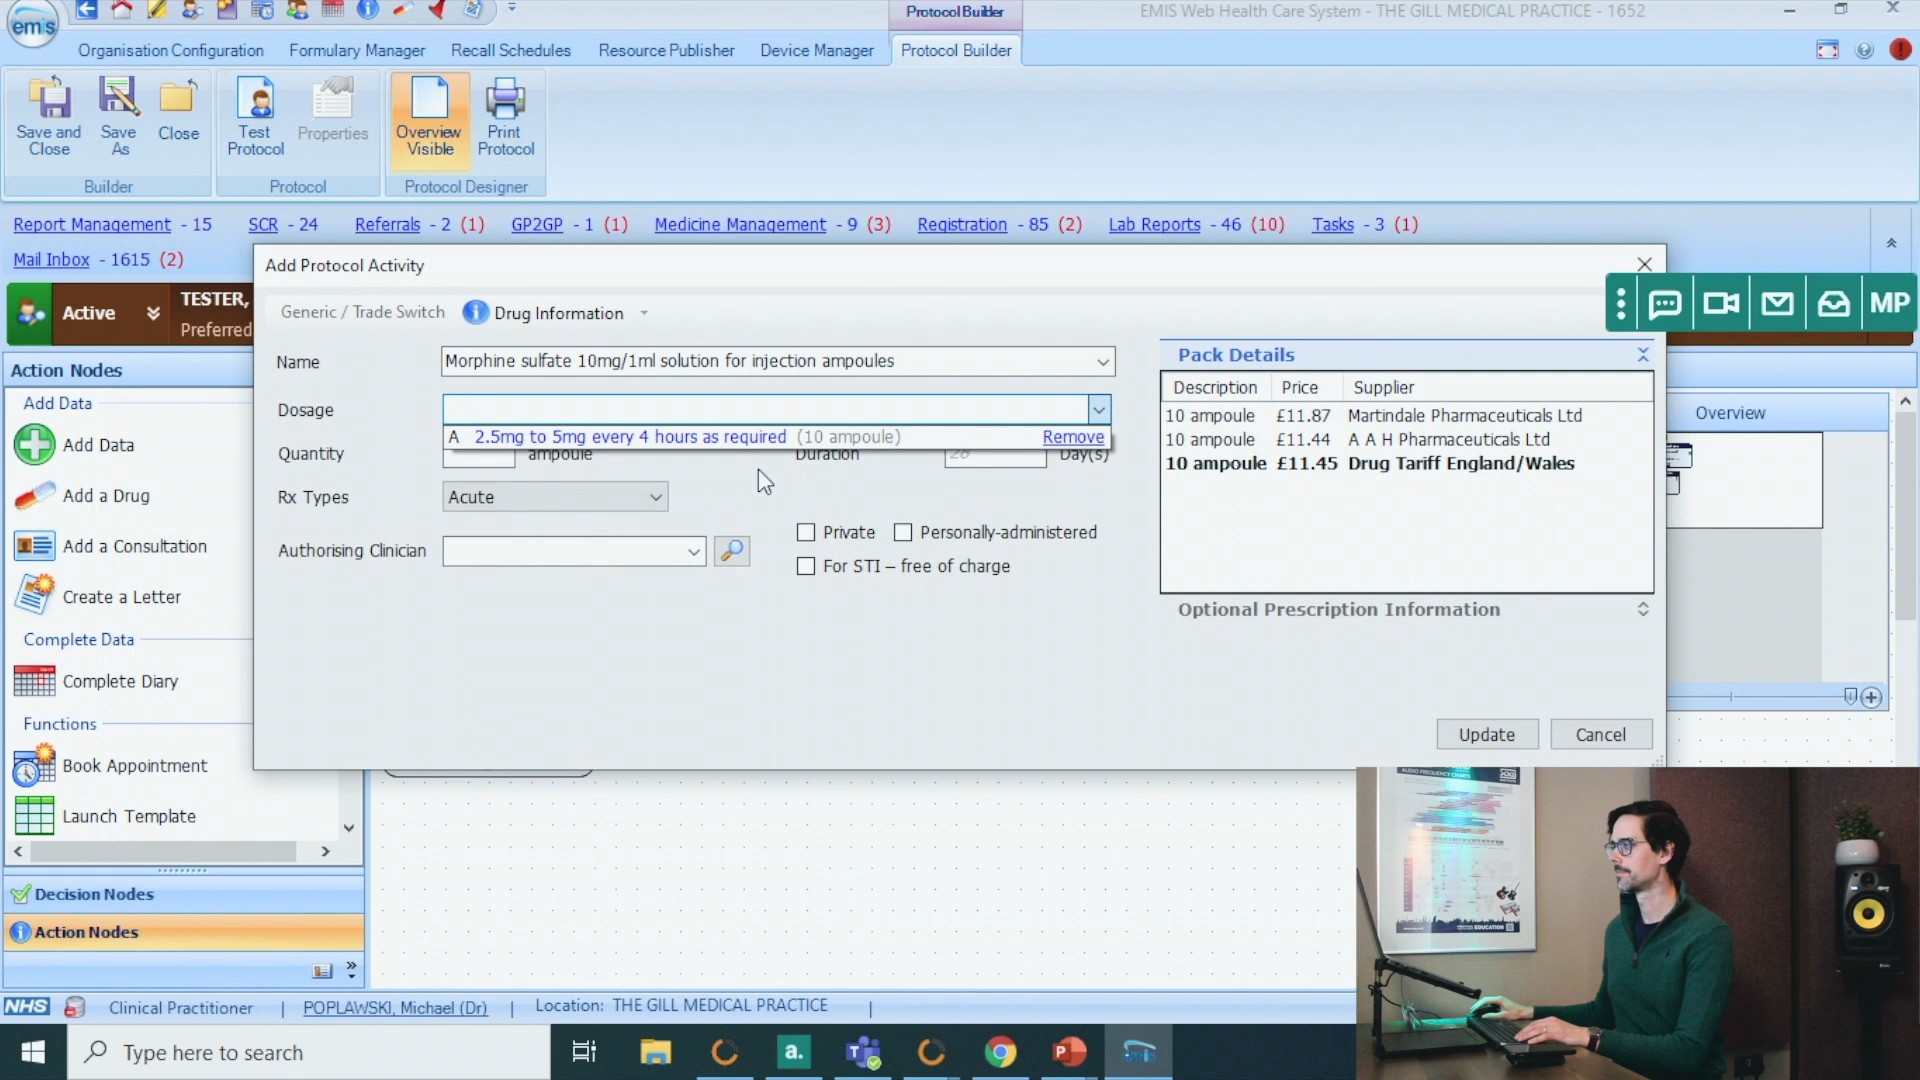 emis
Protocol Builder
EMIS Web Health Care System - THE GILL MEDICAL PRACTICE - 1652
Organisation Configuration
Formulary Manager
Recall Schedules
Resource Publisher
Device Manager
Protocol Builder
Save and Close
Save As
Close
Test Protocol
Properties
Overview Visible
Print Protocol
Builder
Protocol
Protocol Designer
Report Management - 15
SCR - 24
Referrals - 2 (1)
GP2GP - 1 (1)
Medicine Management - 9 (3)
Registration - 85 (2)
Lab Reports - 46 (10)
Tasks - 3 (1)
Mail Inbox - 1615 (2)
Add Protocol Activity
Active
TESTER,
Preferred
Generic / Trade Switch
Drug Information
MP
Name
Morphine sulfate 10mg/1ml solution for injection ampoules
Dosage
A 2.5mg to 5mg every 4 hours as required (10 ampoule) Remove
Quantity
ampoule
Duration
28
Day(s)
Rx Types
Acute
Private
Personally-administered
Authorising Clinician
For STI – free of charge
Pack Details
Description Price Supplier
10 ampoule £11.87 Martindale Pharmaceuticals Ltd
10 ampoule £11.44 A A H Pharmaceuticals Ltd
10 ampoule £11.45 Drug Tariff England/Wales
Optional Prescription Information
Update
Cancel
Overview
Action Nodes
Add Data
Add Data
Add a Drug
Add a Consultation
Create a Letter
Complete Data
Complete Diary
Functions
Book Appointment
Launch Template
Decision Nodes
Action Nodes
AUDIO FREQUENCY CHARTS
EDUCATION
NHS
Clinical Practitioner
POPLAWSKI, Michael (Dr)
Location: THE GILL MEDICAL PRACTICE
Type here to search
a.
T
P
emis